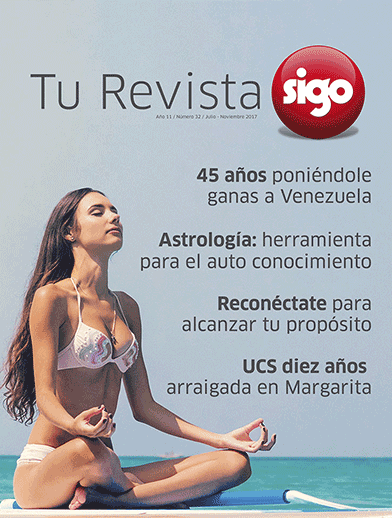 Tu Revista sigo
Año 11 / Número 32 / Julio - Noviembre 2017
45 años poniéndole
ganas a Venezuela
Astrología: herramienta
para el auto conocimiento
Reconéctate para
alcanzar tu propósito
UCS diez años
arraigada en Margarita